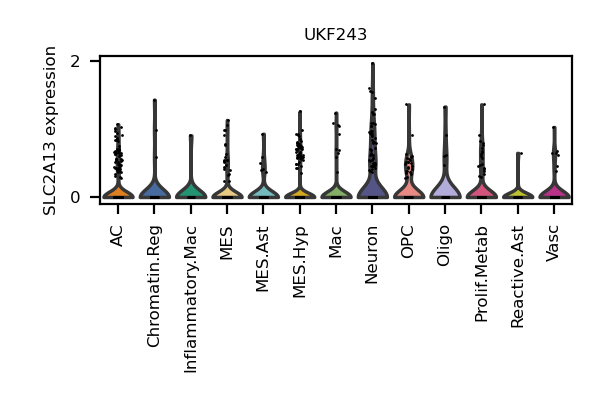 UKF243
SLC2A13 expression
2
0
AC
Chromatin.Reg
Inflammatory.Mac
MES
MES.Ast
MES.Hyp
Mac
Neuron
OPC
Oligo
Prolif.Metab
Reactive.Ast
Vasc